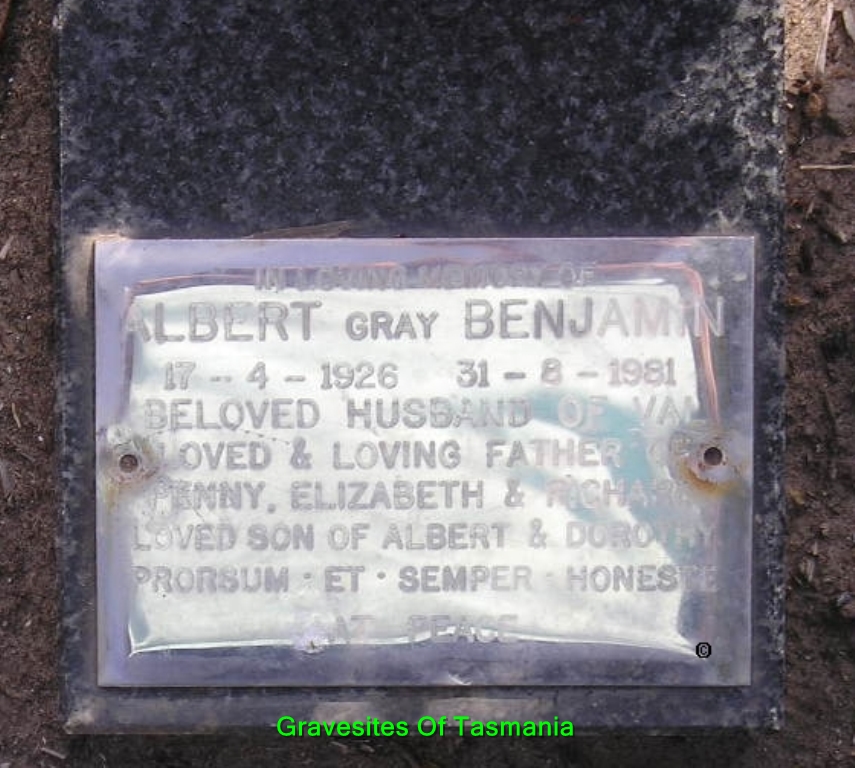 IN LOVING MEMORY OF
ALBERT GRAY BENJAMIN
17 - 4 - 1926 31 - 8 - 1981
BELOVED HUSBAND OF VAL
LOVED & LOVING FATHER OF
PENNY, ELIZABETH & RICHARD
LOVED SON OF ALBERT & DOROTHY
PRORSUM · ET · SEMPER · HONESTE
AT PEACE
©
Gravesites Of Tasmania